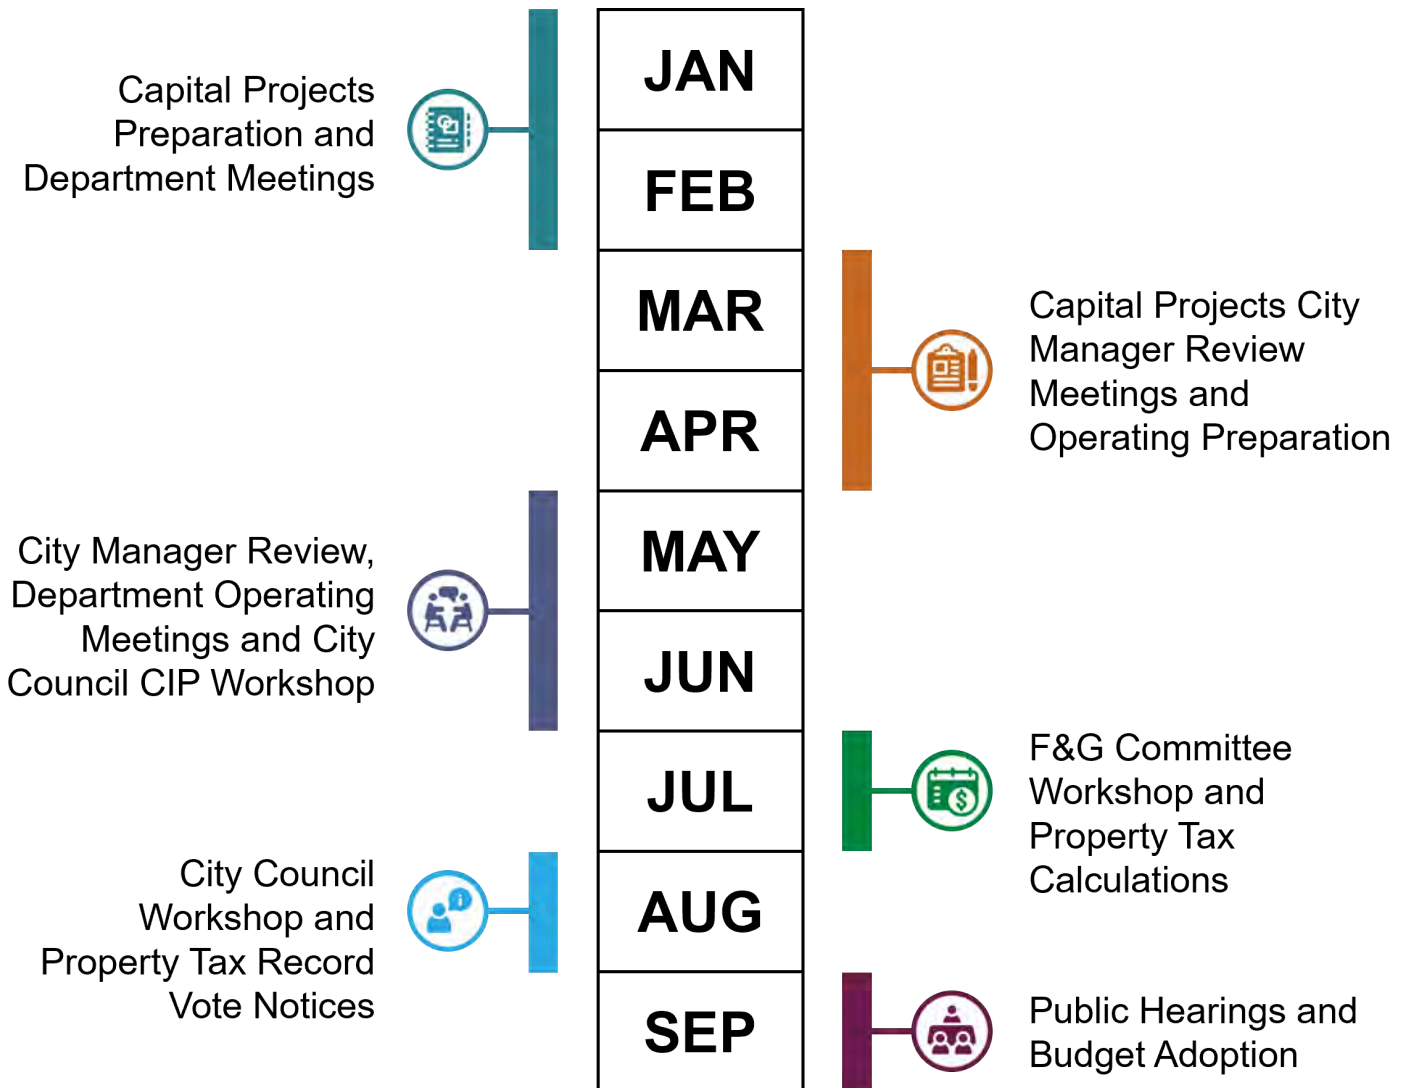 JAN
Capital Projects
Preparation and
Department Meetings
FEB
MAR
Capital Projects City
Manager Review
Meetings and
Operating Preparation
APR
MAY
City Manager Review,
Department Operating
Meetings and City
Council CIP Workshop
JUN
JUL
F&G Committee
Workshop and
Property Tax
Calculations
AUG
City Council
Workshop and
Property Tax Record
Vote Notices
SEP
Public Hearings and
Budget Adoption